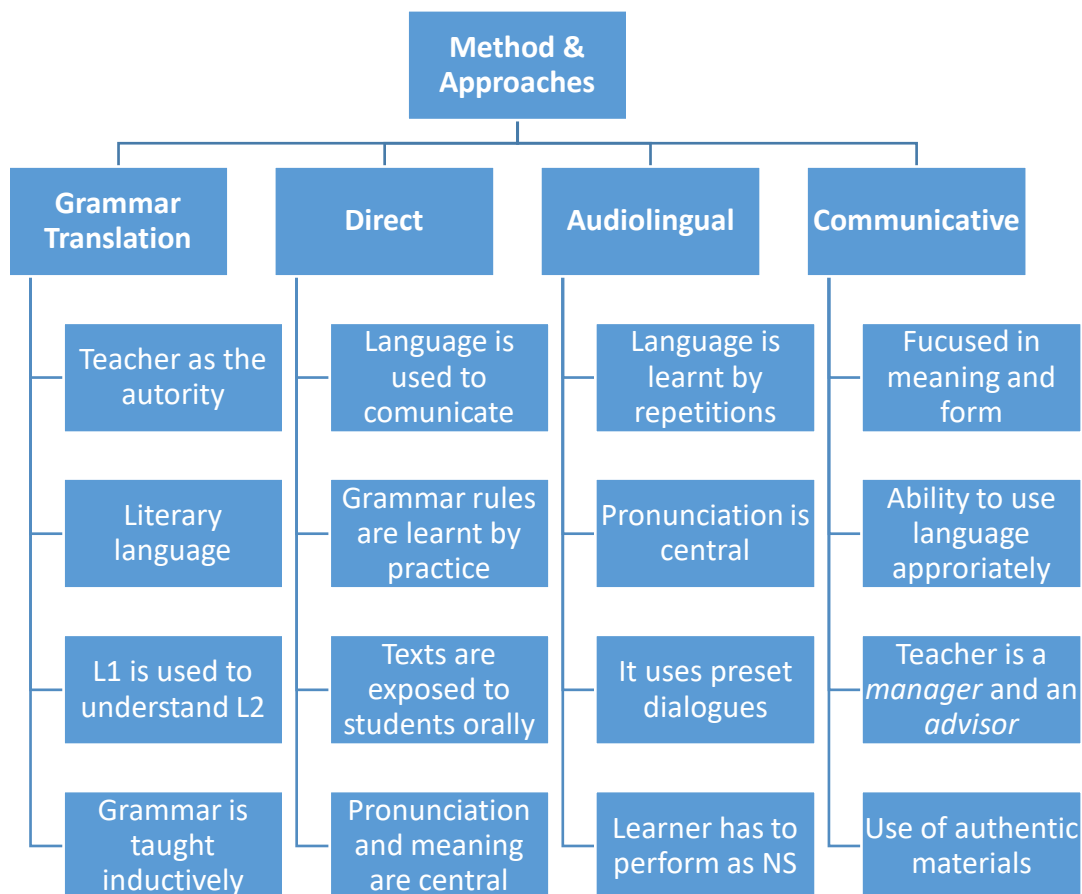 Method &
Approaches
Grammar
Translation
Teacher as the
autority
Literary
language
L1 is used to
understand L2
Grammar is
taught
inductively
Direct
Language is
used to
comunicate
Grammar rules
are learnt by
practice
Texts are
exposed to
students orally
Pronunciation
and meaning
are central
Audiolingual
Language is
learnt by
repetitions
Pronunciation is
central
It uses preset
dialogues
Learner has to
perform as NS
Communicative
Fucused in
meaning and
form
Ability to use
language
approriately
Teacher is a
manager and an
advisor
Use of authentic
materials